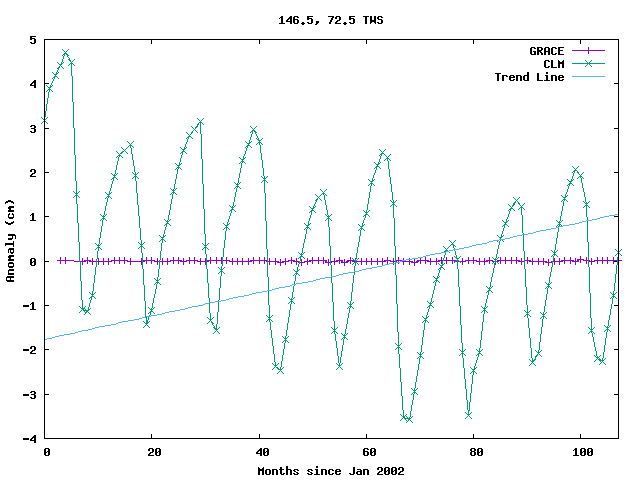 146.5, 72.5 TWS
GRACE
CLM
Trend Line
5
4
3
2
1
0
-1
-2
-3
-4
Anomaly (cm)
0 20 40 60 80 100
Months since Jan 2002